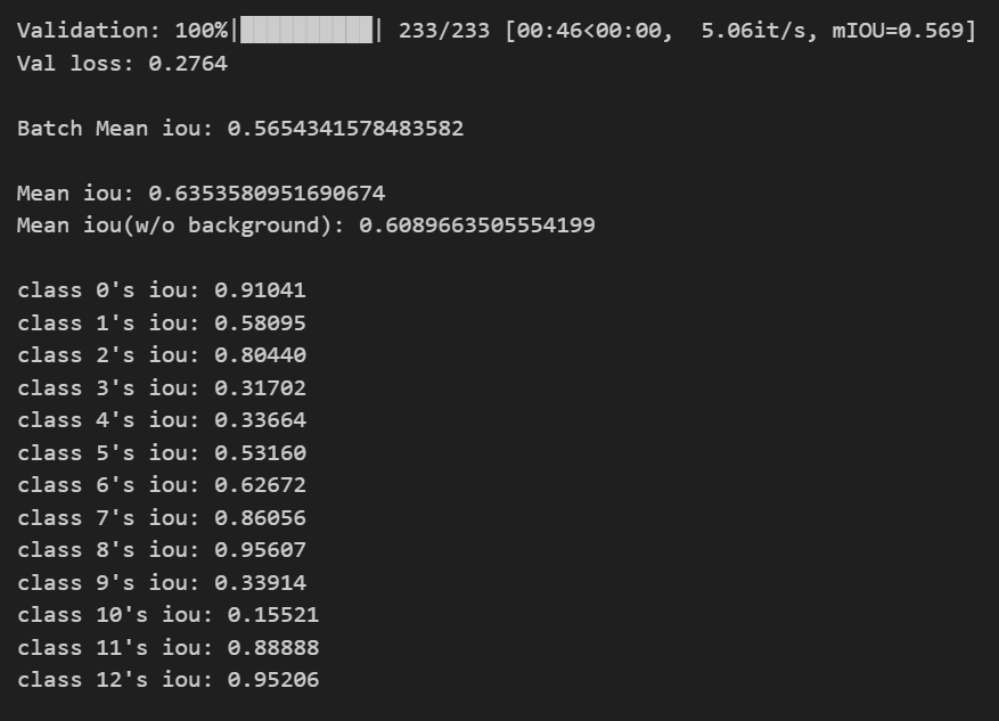 Validation: 100%|██████████| 233/233 [00:46<00:00,  5.06it/s, mIOU=0.569]
Val loss: 0.2764
Batch Mean iou: 0.5654341578483582
Mean iou: 0.6353580951690674
Mean iou(w/o background): 0.6089663505554199
class 0's iou: 0.91041
class 1's iou: 0.58095
class 2's iou: 0.80440
class 3's iou: 0.31702
class 4's iou: 0.33664
class 5's iou: 0.53160
class 6's iou: 0.62672
class 7's iou: 0.86056
class 8's iou: 0.95607
class 9's iou: 0.33914
class 10's iou: 0.15521
class 11's iou: 0.88888
class 12's iou: 0.95206